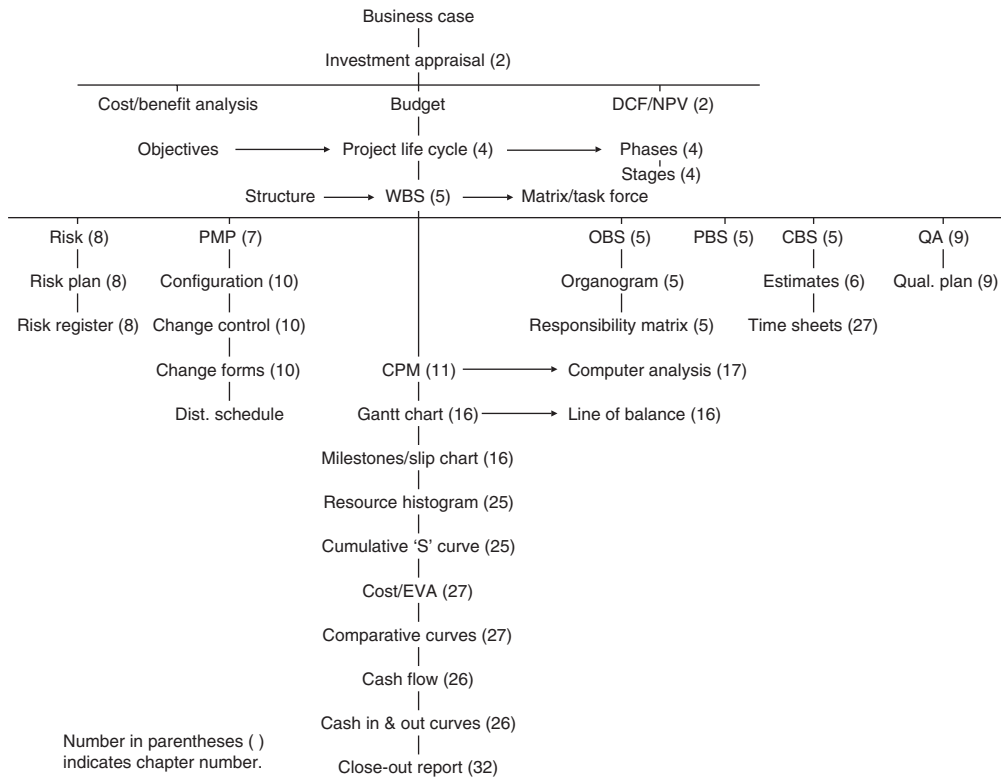 Business case
Investment appraisal (2)
Cost/benefit analysis Budget DCF/NPV (2)
Objectives Project life cycle (4) Phases (4)
Stages (4)
Structure WBS (5) Matrix/task force
Risk (8) PMP (7) OBS (5) PBS (5) CBS (5) QA (9)
Risk plan (8) Configuration (10) Organogram (5) Estimates (6) Qual. plan (9)
Risk register (8) Change control (10) Responsibility matrix (5) Time sheets (27)
Change forms (10) CPM (11) Computer analysis (17)
Dist. schedule Gantt chart (16) Line of balance (16)
Milestones/slip chart (16)
Resource histogram (25)
Cumulative ‘S’ curve (25)
Cost/EVA (27)
Comparative curves (27)
Cash flow (26)
Cash in & out curves (26)
Close-out report (32)
Number in parentheses ( )
indicates chapter number.